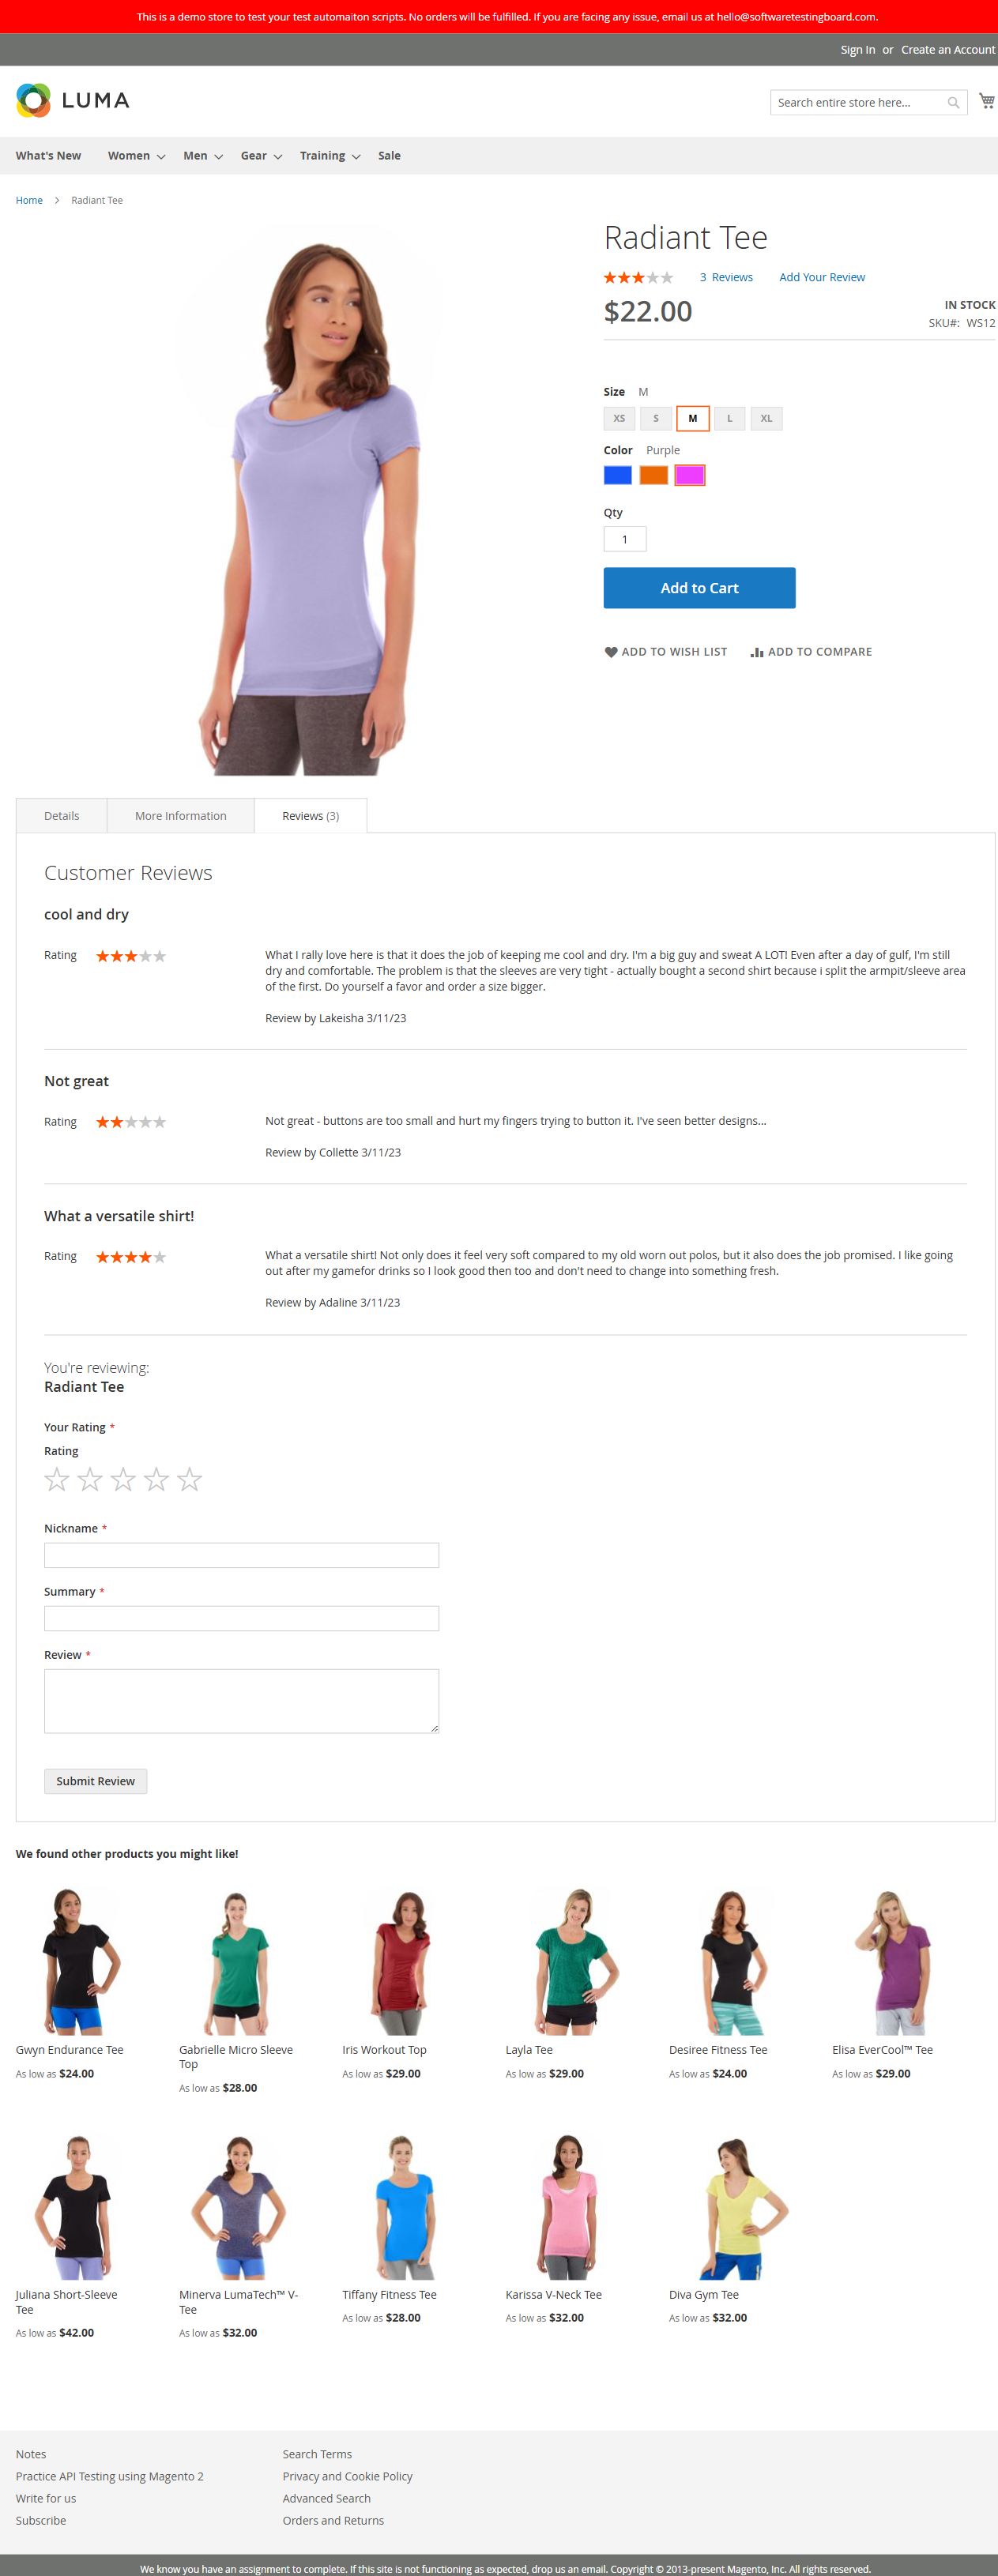 This is a demo store to test your test automaiton scripts. No orders will be fulfilled. If you are facing any issue, email us at hello@softwaretestingboard.com.
Sign In or Create an Account
LUMA
Search entire store here...
What's New Women Men Gear Training Sale
Home > Radiant Tee
Radiant Tee
3 Reviews Add Your Review
$22.00
IN STOCK
SKU#: WS12
Size M
XS S M L XL
Color Purple
Qty
1
Add to Cart
ADD TO WISH LIST ADD TO COMPARE
Details More Information Reviews (3)
Customer Reviews
cool and dry
Rating
What I rally love here is that it does the job of keeping me cool and dry. I'm a big guy and sweat A LOT! Even after a day of gulf, I'm still
dry and comfortable. The problem is that the sleeves are very tight - actually bought a second shirt because i split the armpit/sleeve area
of the first. Do yourself a favor and order a size bigger.
Review by Lakeisha 3/11/23
Not great
Rating
Not great - buttons are too small and hurt my fingers trying to button it. I've seen better designs...
Review by Collette 3/11/23
What a versatile shirt!
Rating
What a versatile shirt! Not only does it feel very soft compared to my old worn out polos, but it also does the job promised. I like going
out after my gamefor drinks so I look good then too and don't need to change into something fresh.
Review by Adaline 3/11/23
You're reviewing:
Radiant Tee
Your Rating *
Rating
Nickname *
Summary *
Review *
Submit Review
We found other products you might like!
Gwyn Endurance Tee
As low as $24.00
Gabrielle Micro Sleeve
Top
As low as $28.00
Iris Workout Top
As low as $29.00
Layla Tee
As low as $29.00
Desiree Fitness Tee
As low as $24.00
Elisa EverCool™ Tee
As low as $29.00
Juliana Short-Sleeve
Tee
As low as $42.00
Minerva LumaTech™ V-
Tee
As low as $32.00
Tiffany Fitness Tee
As low as $28.00
Karissa V-Neck Tee
As low as $32.00
Diva Gym Tee
As low as $32.00
Notes
Practice API Testing using Magento 2
Write for us
Subscribe
Search Terms
Privacy and Cookie Policy
Advanced Search
Orders and Returns
We know you have an assignment to complete. If this site is not functioning as expected, drop us an email. Copyright © 2013-present Magento, Inc. All rights reserved.